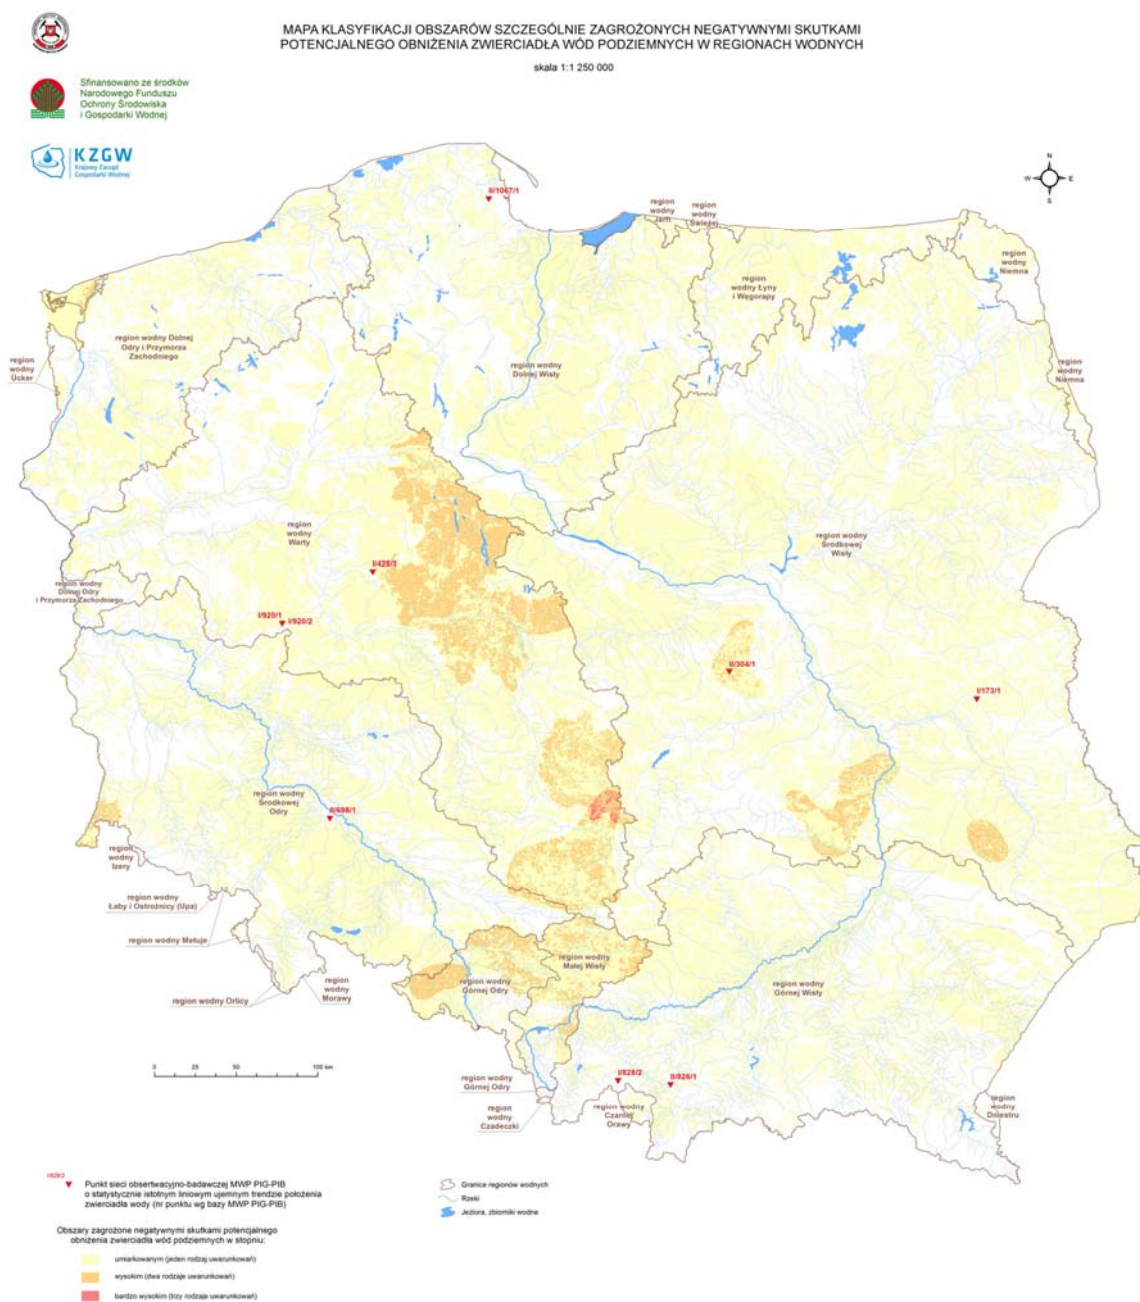 MAPA KLASYFIKACJI OBSZARÓW SZCZEGÓLNIE ZAGROŻONYCH NEGATYWNYMI SKUTKAMI
POTENCJALNEGO OBNIŻENIA ZWIERCIADŁA WÓD PODZIEMNYCH W REGIONACH WODNYCH
skala 1:1 250 000
Sfinansowano ze środków
Narodowego Funduszu
Ochrony Środowiska
i Gospodarki Wodnej
KZGW
Krajowy Zarząd
Gospodarki Wodnej
N
W
E
S
II/1067/1
region
wodny
Jarft
region
wodny
Świeżej
region
wodny
Niemna
region
wodny Łyny
i Węgorapy
region wodny Dolnej
Odry i Przymorza
Zachodniego
region
wodny
Ücker
region wodny
Dolnej Wisły
region
wodny
Niemna
region
wodny
Warty
region wodny
Środkowej
Wisły
I/428/3
region wodny
Dolnej Odry
i Przymorza Zachodniego
I/920/1
I/920/2
II/304/1
I/173/1
region wodny
Środkowej
Odry
II/698/1
region
wodny
Izery
region wodny
Łaby i Ostrożnicy (Upa)
region wodny Metuje
region wodny
Małej Wisły
region wodny
Górnej Odry
region wodny
Górnej Wisły
region
wodny
Morawy
region wodny Orlicy
0 25 50 100 km
I/828/2
II/826/1
region wodny
Górnej Odry
region
wodny
Czadeczki
region wodny
Czarnej
Orawy
region
wodny
Dniestru
I/828/2
Punkt sieci obserwacyjno-badawczej MWP PIG-PIB
o statystycznie istotnym liniowym ujemnym trendzie położenia
zwierciadła wody (nr punktu wg bazy MWP PIG-PIB)
Granice regionów wodnych
Rzeki
Jeziora, zbiorniki wodne
Obszary zagrożone negatywnymi skutkami potencjalnego
obniżenia zwierciadła wód podziemnych w stopniu:
umiarkowanym (jeden rodzaj uwarunkowań)
wysokim (dwa rodzaje uwarunkowań)
bardzo wysokim (trzy rodzaje uwarunkowań)